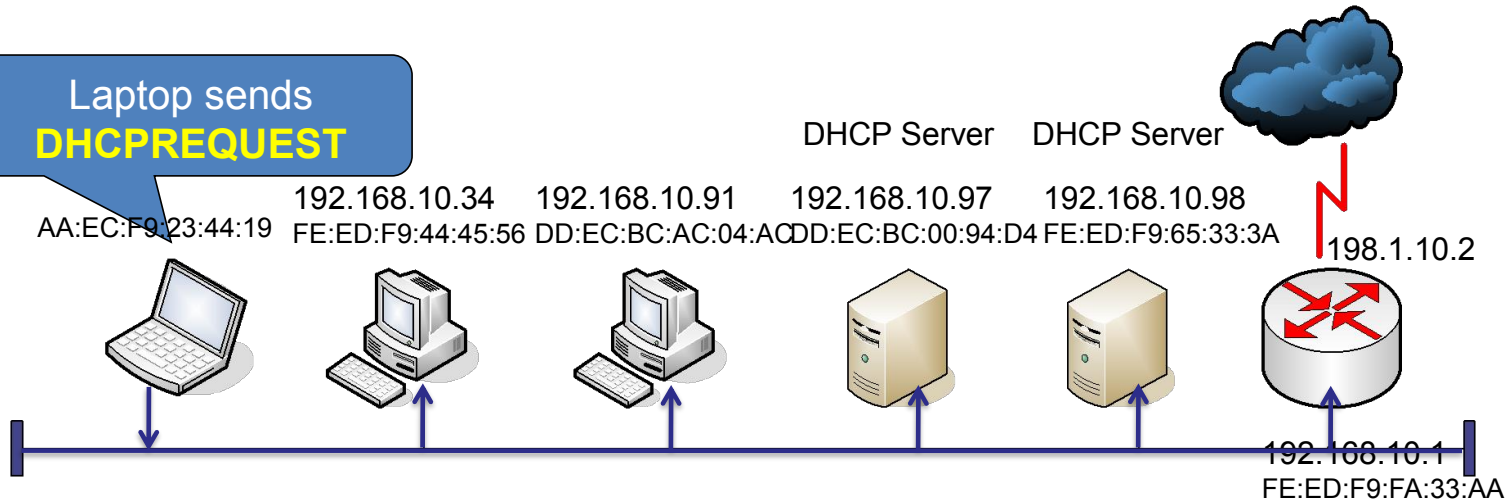 Laptop sends
DHCPREQUEST
DHCP Server
DHCP Server
AA:EC:F9:23:44:19
192.168.10.34
FE:ED:F9:44:45:56
192.168.10.91
DD:EC:BC:AC:04:AC
192.168.10.97
DD:EC:BC:00:94:D4
192.168.10.98
FE:ED:F9:65:33:3A
198.1.10.2
192.168.10.1
FE:ED:F9:FA:33:AA